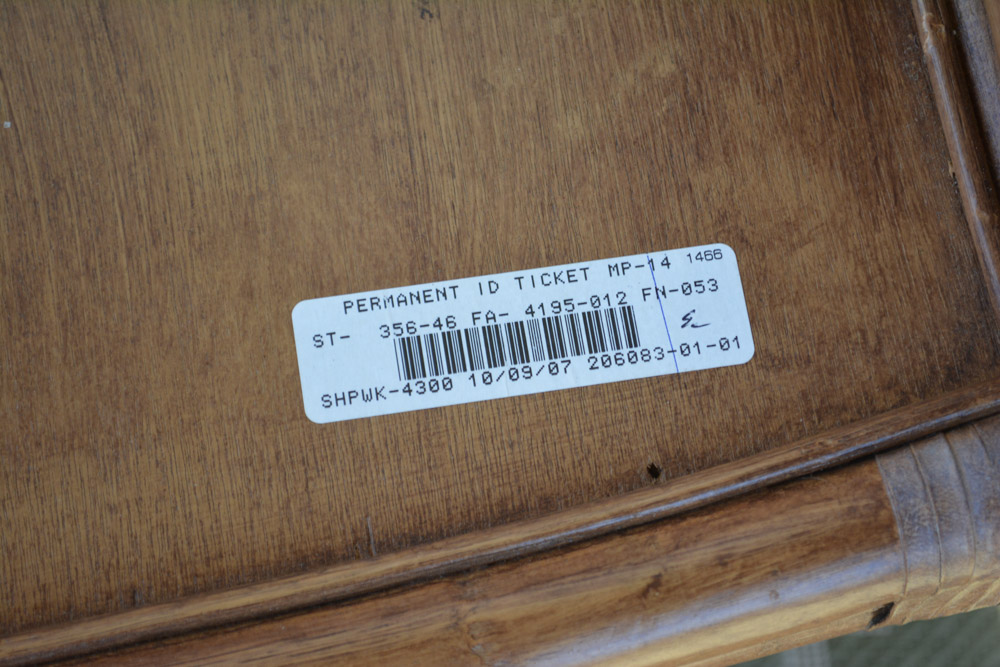 PERMANENT ID TICKET MP-14 1466
ST- 356-46 FA- 4195-012 FN-053
SHPWK-4300 10/09/07 206083-01-01